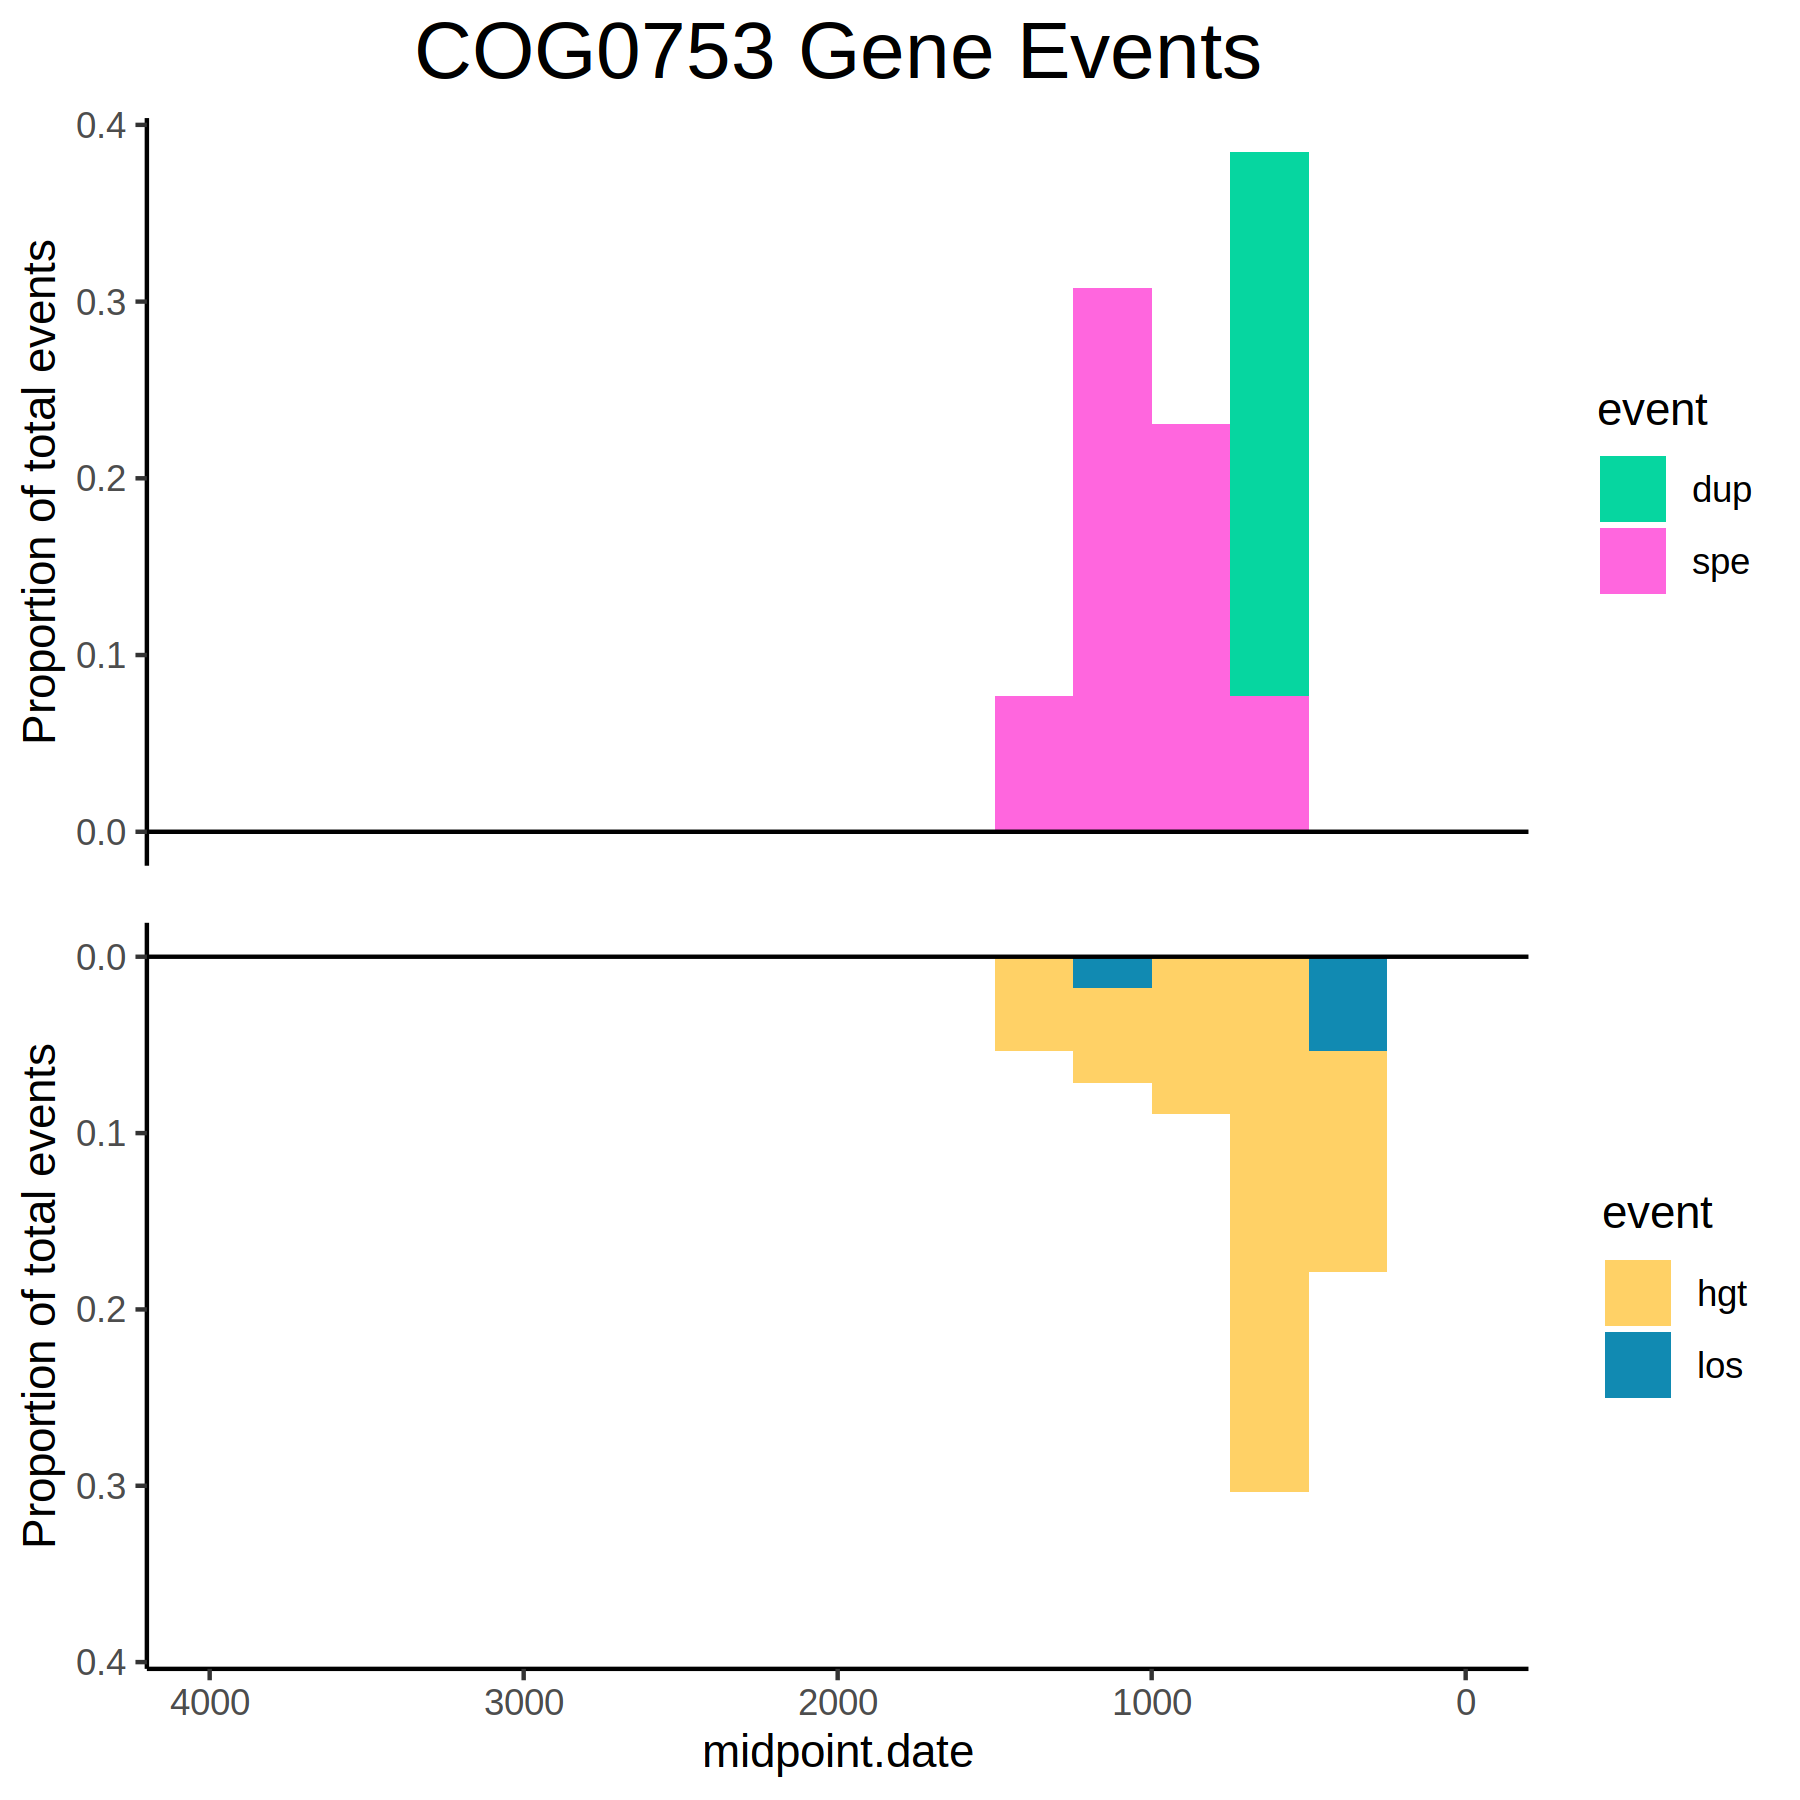 COG0753 Gene Events
Proportion of total events
0.4
0.3
0.2
0.1
0.0
event
dup
spe
Proportion of total events
0.0
0.1
0.2
0.3
0.4
event
hgt
los
4000 3000 2000 1000 0
midpoint.date